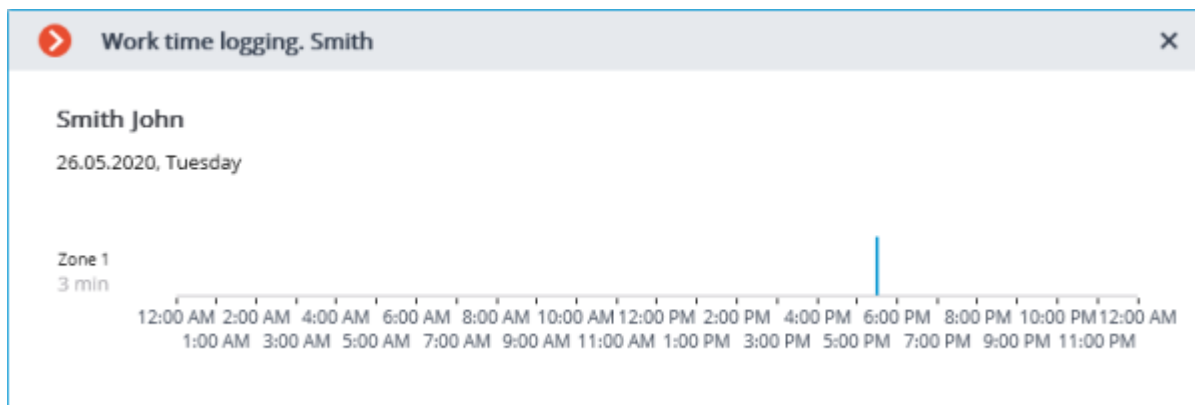 Work time logging. Smith
Smith John
26.05.2020, Tuesday
Zone 1
3 min
12:00 AM 2:00 AM 4:00 AM 6:00 AM 8:00 AM 10:00 AM 12:00 PM 2:00 PM 4:00 PM 6:00 PM 8:00 PM 10:00 PM 12:00 AM
1:00 AM 3:00 AM 5:00 AM 7:00 AM 9:00 AM 11:00 AM 1:00 PM 3:00 PM 5:00 PM 7:00 PM 9:00 PM 11:00 PM